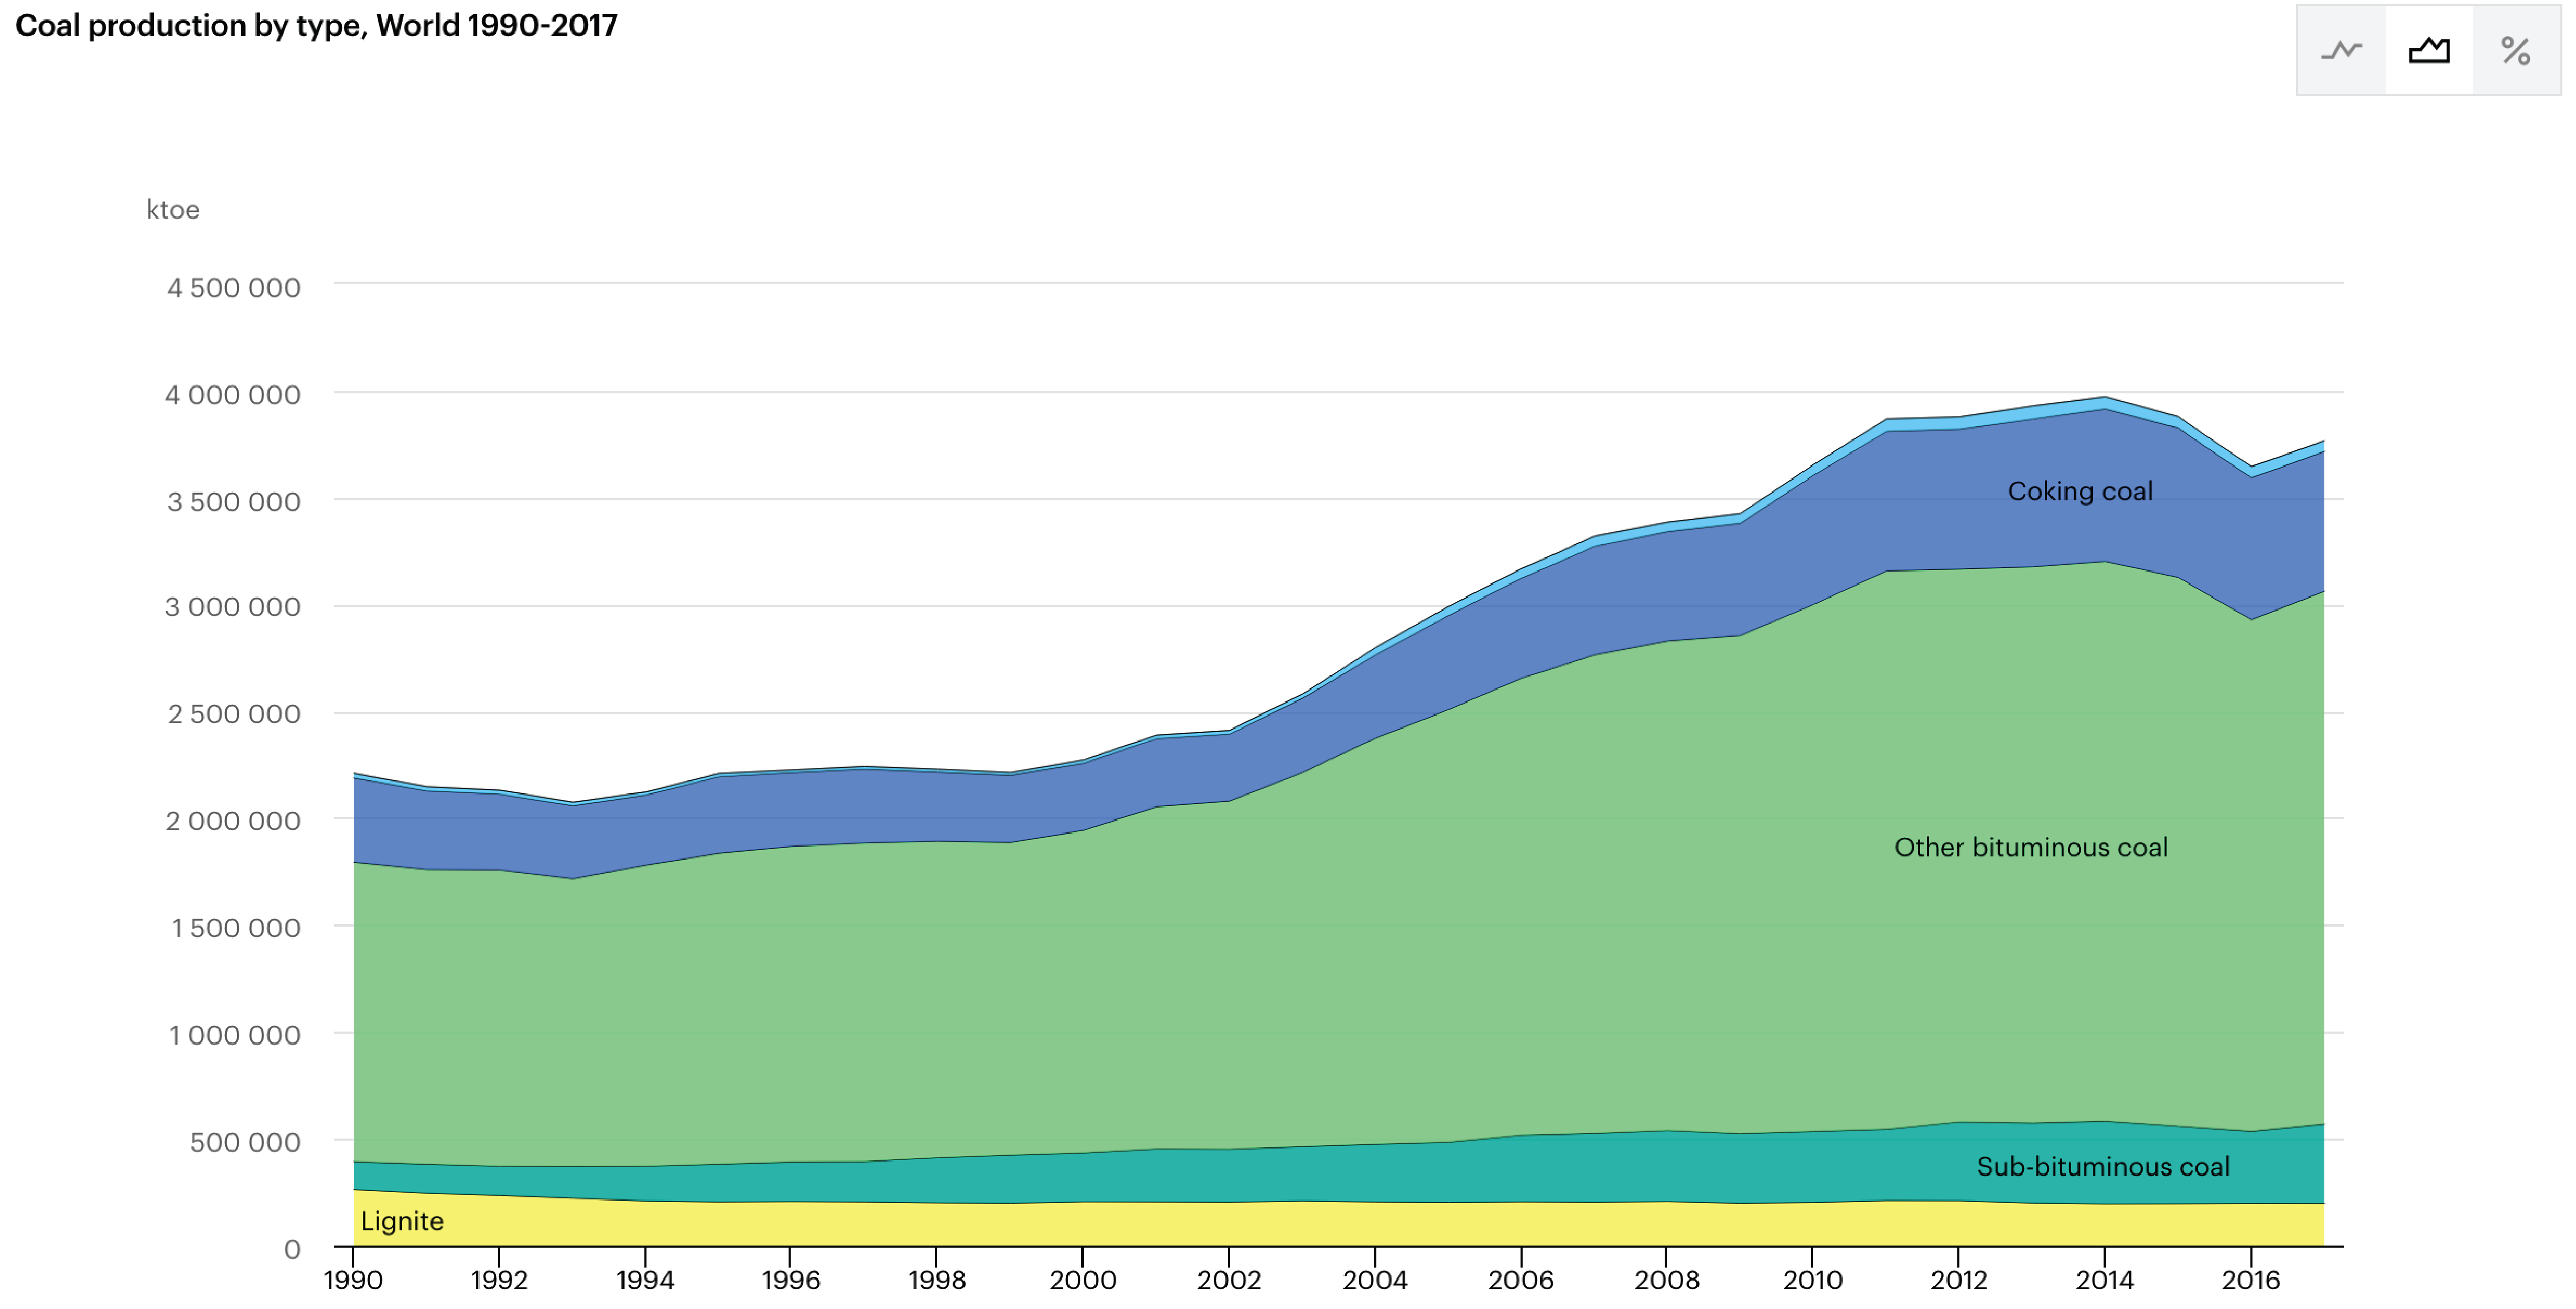 Coal production by type, World 1990-2017
%
ktoe
4 500 000
4 000 000
3 500 000
3 000 000
2 500 000
2 000 000
1 500 000
1 000 000
500 000
0
Coking coal
Other bituminous coal
Sub-bituminous coal
Lignite
1990 1992 1994 1996 1998 2000 2002 2004 2006 2008 2010 2012 2014 2016